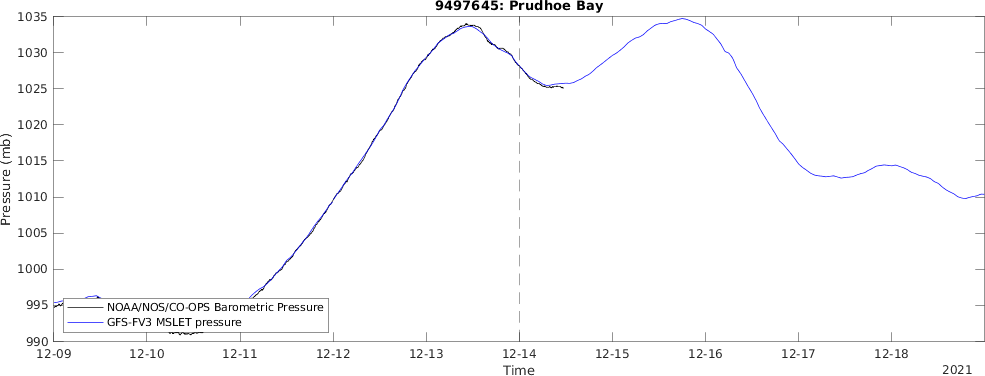 9497645: Prudhoe Bay
1035
1030
1025
1020
1015
1010
1005
1000
995
990
Pressure (mb)
NOAA/NOS/CO-OPS Barometric Pressure
GFS-FV3 MSLET pressure
12-09 12-10 12-11 12-12 12-13 12-14 12-15 12-16 12-17 12-18
Time
2021